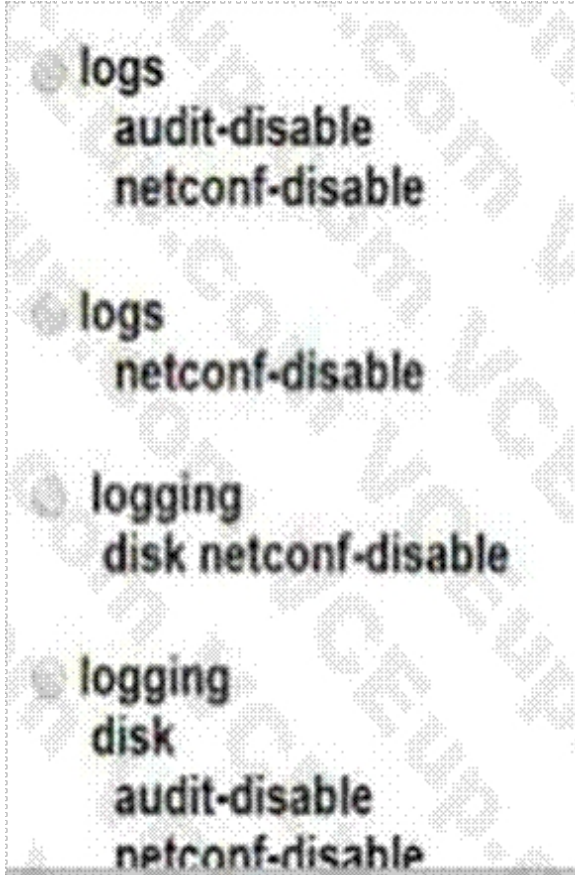 logs
audit-disable
netconf-disable
logs
netconf-disable
logging
disk netconf-disable
logging
disk
audit-disable
netconf-disable